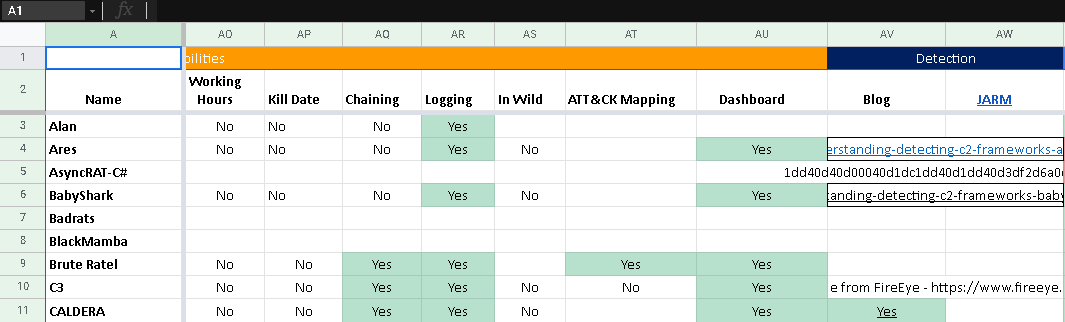 A1 fx
A AO AP AQ AR AS AT AU AV AW
1 bilities Detection
2 Name Working Hours Kill Date Chaining Logging In Wild ATT&CK Mapping Dashboard Blog JARM
3 Alan No No No Yes
4 Ares No No No Yes No Yes erstanding-detecting-c2-frameworks-a
5 AsyncRAT-C# 1dd40d40d00040d1dc1dd40d1dd40d3df2d6a0
6 BabyShark No No No Yes No Yes tanding-detecting-c2-frameworks-baby
7 Badrats
8 BlackMamba
9 Brute Ratel No No Yes Yes Yes Yes
10 C3 No No Yes Yes No No Yes e from FireEye - https://www.fireeye.
11 CALDERA No No Yes Yes No Yes Yes